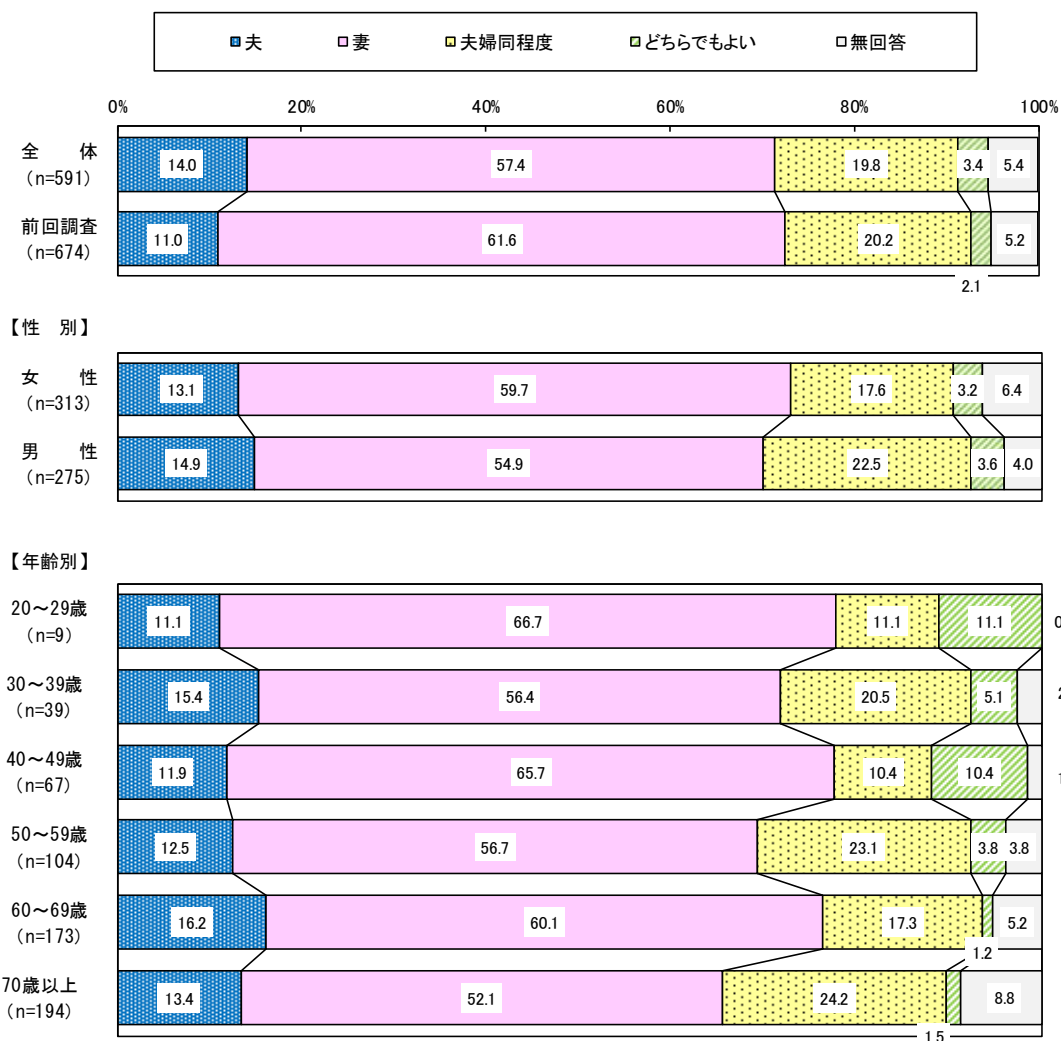 夫 妻 夫婦同程度 どちらでもよい 無回答
0% 20% 40% 60% 80% 100%
全 体
(n=591)
14.0 57.4 19.8 3.4 5.4
前回調査
(n=674)
11.0 61.6 20.2 5.2
2.1
【性 別】
女 性
(n=313)
13.1 59.7 17.6 3.2 6.4
男 性
(n=275)
14.9 54.9 22.5 3.6 4.0
【年齢別】
20～29歳
(n=9)
11.1 66.7 11.1 11.1
30～39歳
(n=39)
15.4 56.4 20.5 5.1
40～49歳
(n=67)
11.9 65.7 10.4 10.4
50～59歳
(n=104)
12.5 56.7 23.1 3.8 3.8
60～69歳
(n=173)
16.2 60.1 17.3 5.2
1.2
70歳以上
(n=194)
13.4 52.1 24.2 8.8
1.5